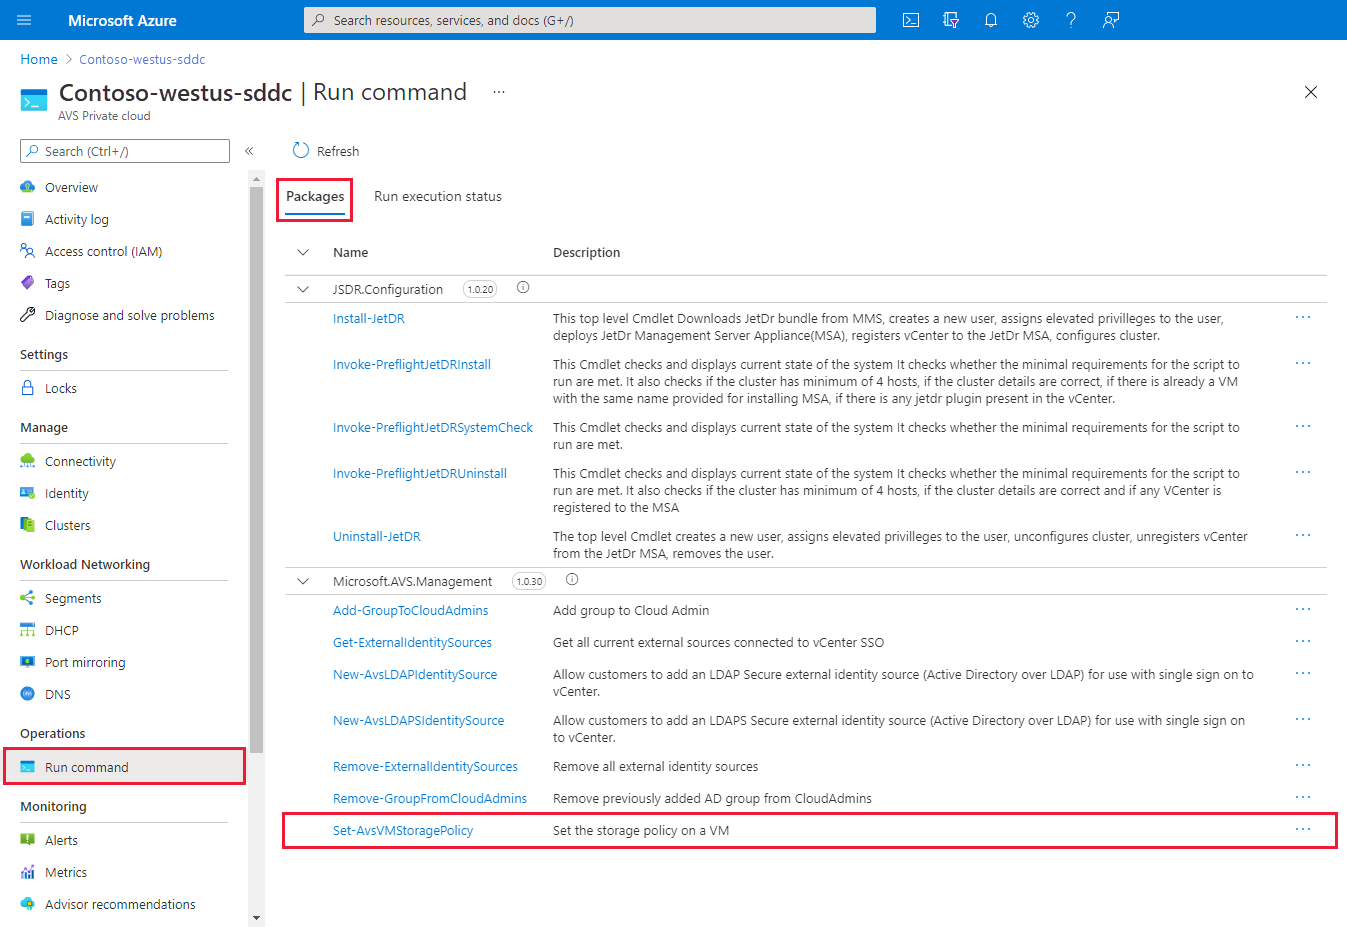 Microsoft Azure
Search resources, services, and docs (G+/)
Home > Contoso-westus-sddc
Contoso-westus-sddc | Run command ...
AVS Private cloud
Search (Ctrl+/)
«
Refresh
Overview
Activity log
Access control (IAM)
Tags
Diagnose and solve problems
Settings
Locks
Manage
Connectivity
Identity
Clusters
Workload Networking
Segments
DHCP
Port mirroring
DNS
Operations
Run command
Monitoring
Alerts
Metrics
Advisor recommendations
Packages
Run execution status
Name
Description
JSDR.Configuration 1.0.20
Install-JetDR
This top level Cmdlet Downloads JetDr bundle from MMS, creates a new user, assigns elevated privilleges to the user,
deploys JetDr Management Server Appliance(MSA), registers vCenter to the JetDr MSA, configures cluster.
Invoke-PreflightJetDRInstall
This Cmdlet checks and displays current state of the system It checks whether the minimal requirements for the script to
run are met. It also checks if the cluster has minimum of 4 hosts, if the cluster details are correct, if there is already a VM
with the same name provided for installing MSA, if there is any jetdr plugin present in the vCenter.
Invoke-PreflightJetDRSystemCheck
This Cmdlet checks and displays current state of the system It checks whether the minimal requirements for the script to
run are met.
Invoke-PreflightJetDRUninstall
This Cmdlet checks and displays current state of the system It checks whether the minimal requirements for the script to
run are met. It also checks if the cluster has minimum of 4 hosts, if the cluster details are correct and if any VCenter is
registered to the MSA
Uninstall-JetDR
The top level Cmdlet creates a new user, assigns elevated privilleges to the user, unconfigures cluster, unregisters vCenter
from the JetDr MSA, removes the user.
Microsoft.AVS.Management 1.0.30
Add-GroupToCloudAdmins
Add group to Cloud Admin
Get-ExternalIdentitySources
Get all current external sources connected to vCenter SSO
New-AvsLDAPIdentitySource
Allow customers to add an LDAP Secure external identity source (Active Directory over LDAP) for use with single sign on to
vCenter.
New-AvsLDAPSIdentitySource
Allow customers to add an LDAPS Secure external identity source (Active Directory over LDAP) for use with single sign on
to vCenter.
Remove-ExternalIdentitySources
Remove all external identity sources
Remove-GroupFromCloudAdmins
Remove previously added AD group from CloudAdmins
Set-AvsVMStoragePolicy
Set the storage policy on a VM